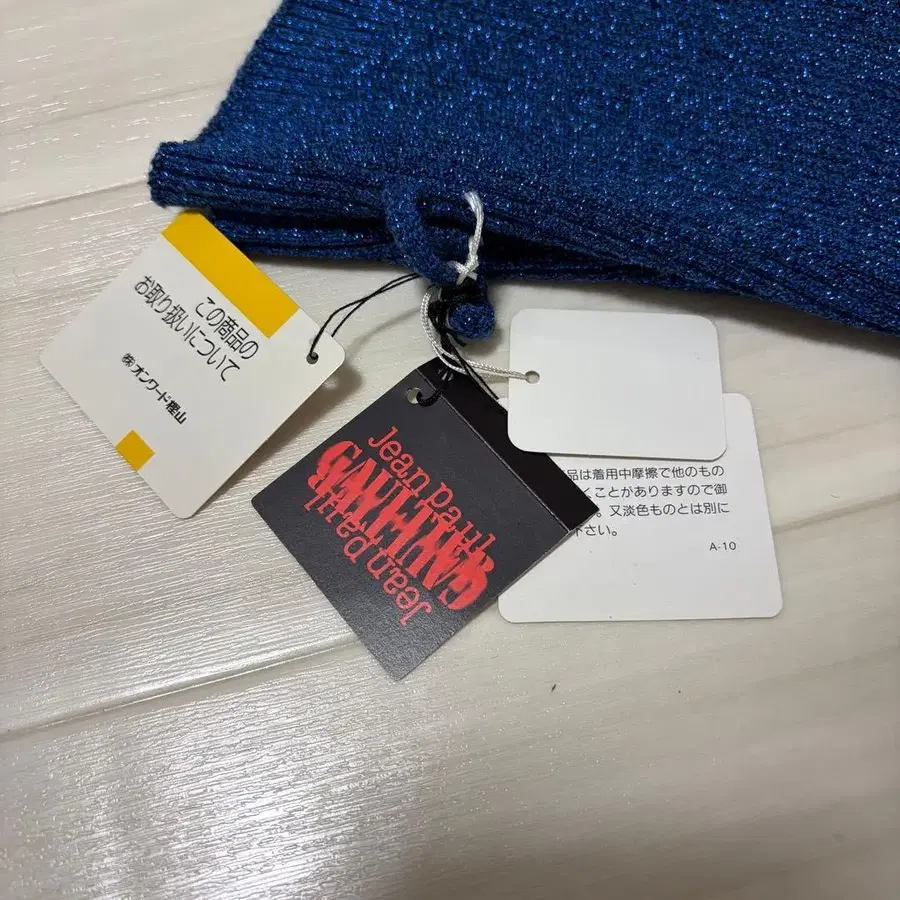 この商品の
お取り扱いについて
㈱オンワード樫山
Jean Paul
GAULTIER
Jean Paul
品は着用中摩擦で他のもの
くことがありますので御
。又淡色ものとは別に
下さい。
A-10